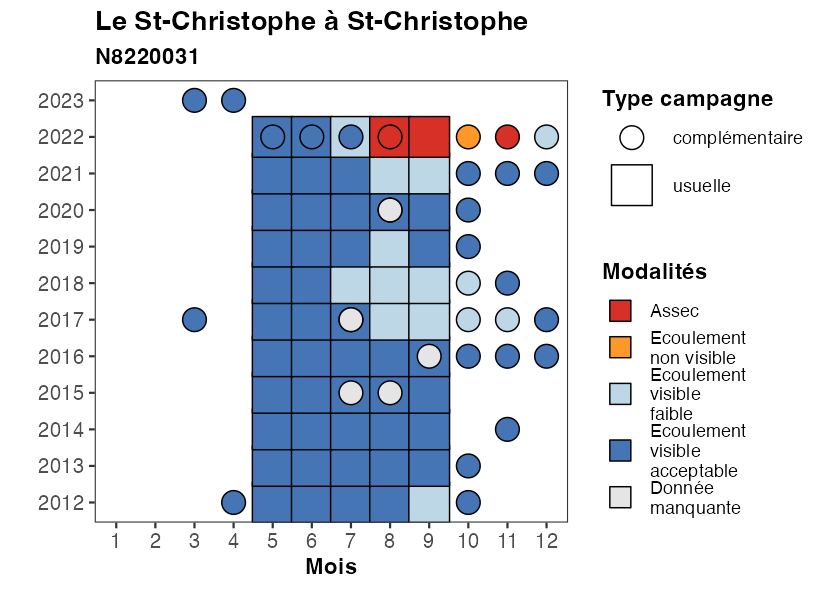 Le St-Christophe à St-Christophe
N8220031
2023
2022
2021
2020
2019
2018
2017
2016
2015
2014
2013
2012
1 2 3 4 5 6 7 8 9 10 11 12
Mois
Type campagne
complémentaire
usuelle
Modalités
Assec
Ecoulement
non visible
Ecoulement
visible
faible
Ecoulement
visible
acceptable
Donnée
manquante